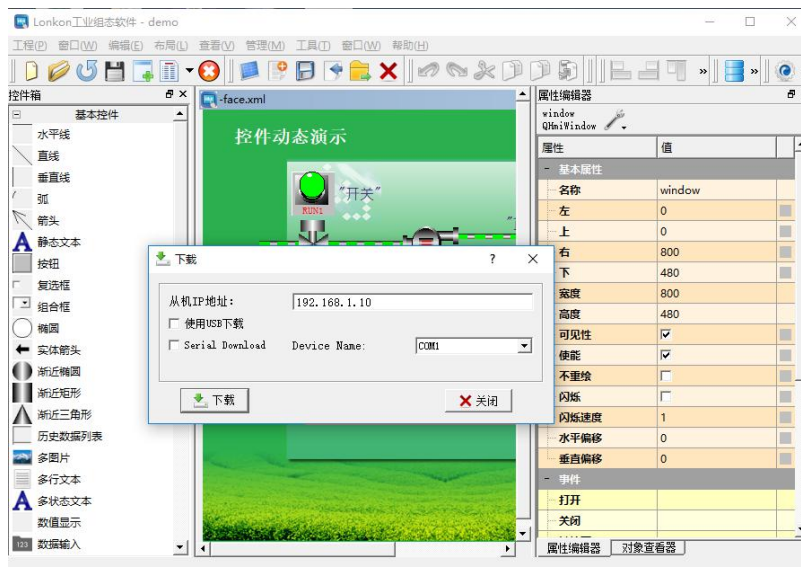 Lonkon工业组态软件 - demo
工程(P) 窗口(W) 编辑(E) 布局(L) 查看(V) 管理(M) 工具(T) 窗口(W) 帮助(H)
控件箱
基本控件
水平线
直线
垂直线
弧
箭头
静态文本
按钮
复选框
组合框
椭圆
实体箭头
渐近椭圆
渐近矩形
渐近三角形
历史数据列表
多图片
多行文本
多状态文本
数值显示
123 数据输入
-face.xml
控件动态演示
"开关"
RUN1
下载
从机IP地址: 192.168.1.10
使用USB下载
Serial Download Device Name: COM1
下载 关闭
属性编辑器
window
QHmiWindow
属性 值
基本属性
名称 window
左 0
上 0
右 800
下 480
宽度 800
高度 480
可见性
使能
不重绘
闪烁
闪烁速度 1
水平偏移 0
垂直偏移 0
事件
打开
关闭
属性编辑器 对象查看器